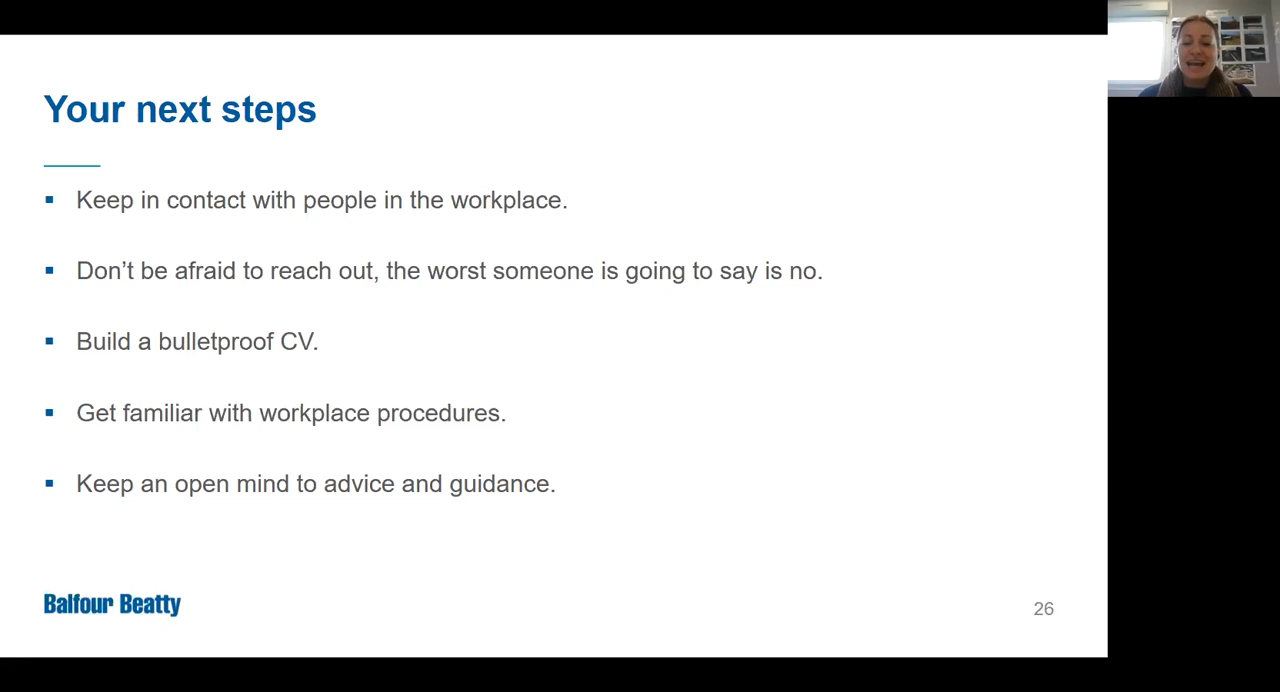 Your next steps
Keep in contact with people in the workplace.
Don’t be afraid to reach out, the worst someone is going to say is no.
Build a bulletproof CV.
Get familiar with workplace procedures.
Keep an open mind to advice and guidance.
Balfour Beatty
26